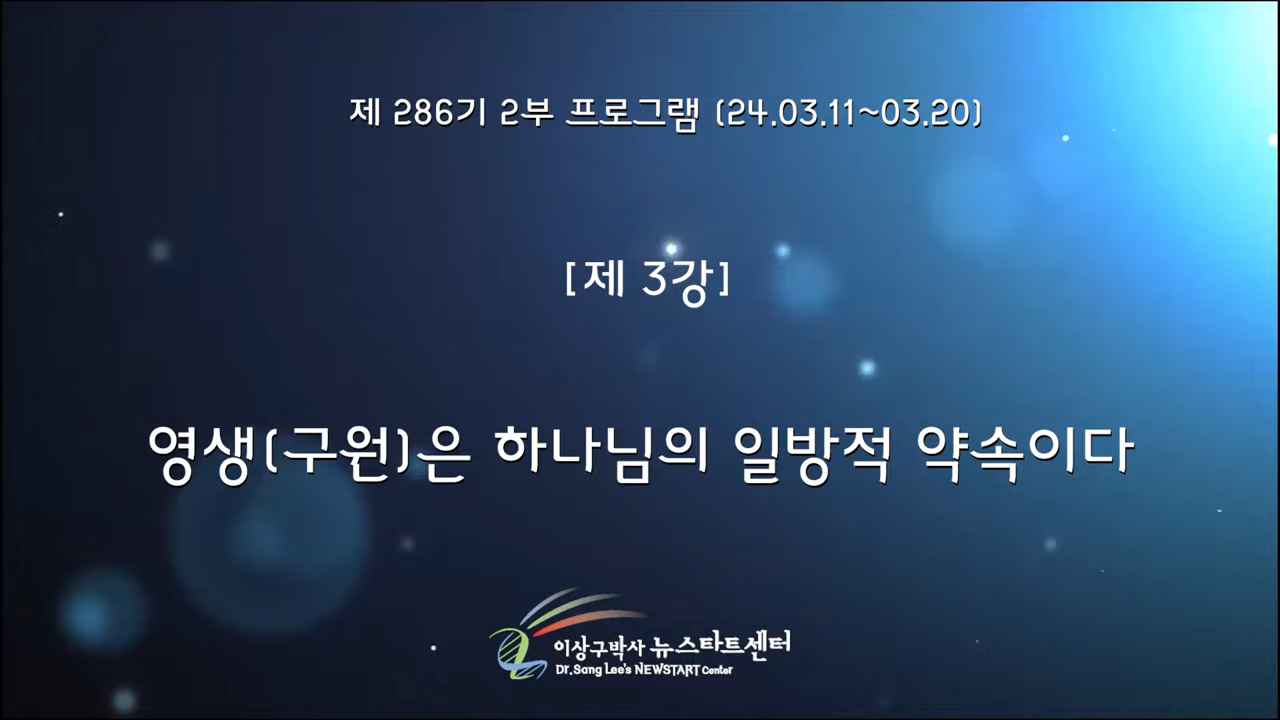 제 286기 2부 프로그램 (24.03.11~03.20)
[제 3강]
영생(구원)은 하나님의 일방적 약속이다
이상구박사 뉴스타트센터
Dr.Sang Lee's NEWSTART Center